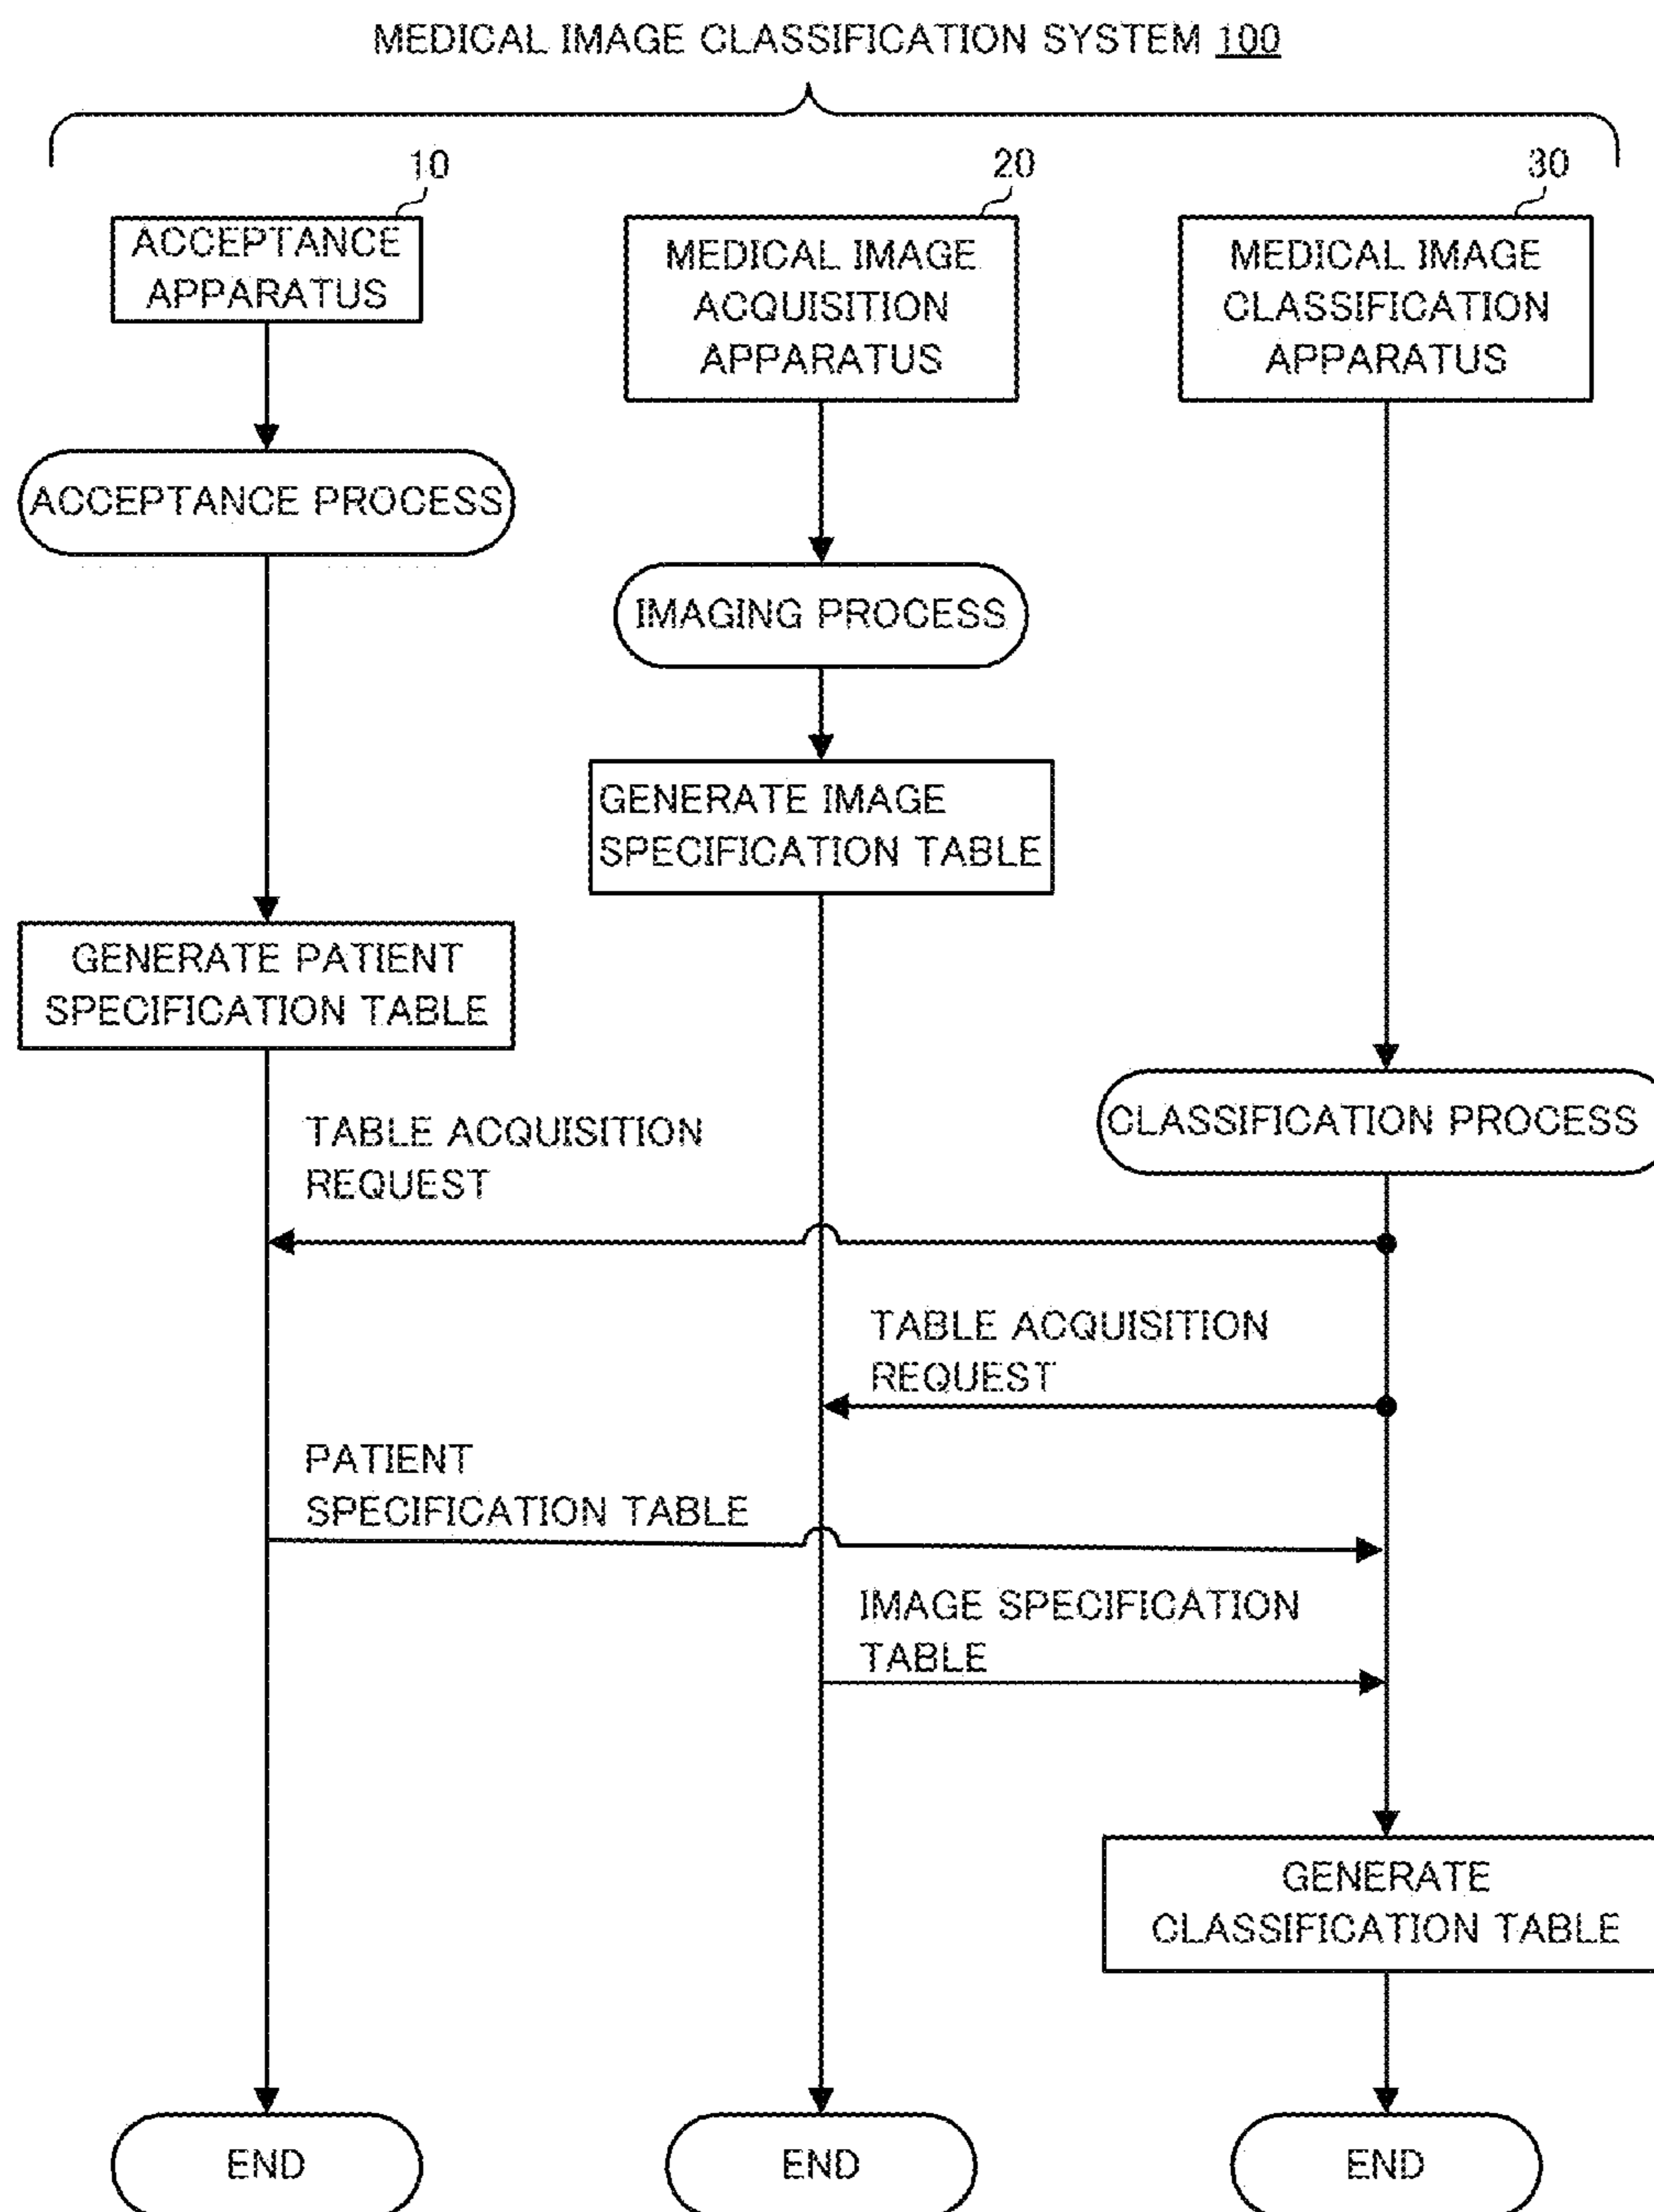 MEDICAL IMAGE CLASSIFICATION SYSTEM 100
10
20
30
ACCEPTANCE
APPARATUS
MEDICAL IMAGE
ACQUISITION
APPARATUS
MEDICAL IMAGE
CLASSIFICATION
APPARATUS
ACCEPTANCE PROCESS
IMAGING PROCESS
GENERATE IMAGE
SPECIFICATION TABLE
GENERATE PATIENT
SPECIFICATION TABLE
CLASSIFICATION PROCESS
TABLE ACQUISITION
REQUEST
TABLE ACQUISITION
REQUEST
PATIENT
SPECIFICATION TABLE
IMAGE SPECIFICATION
TABLE
GENERATE
CLASSIFICATION TABLE
END
END
END